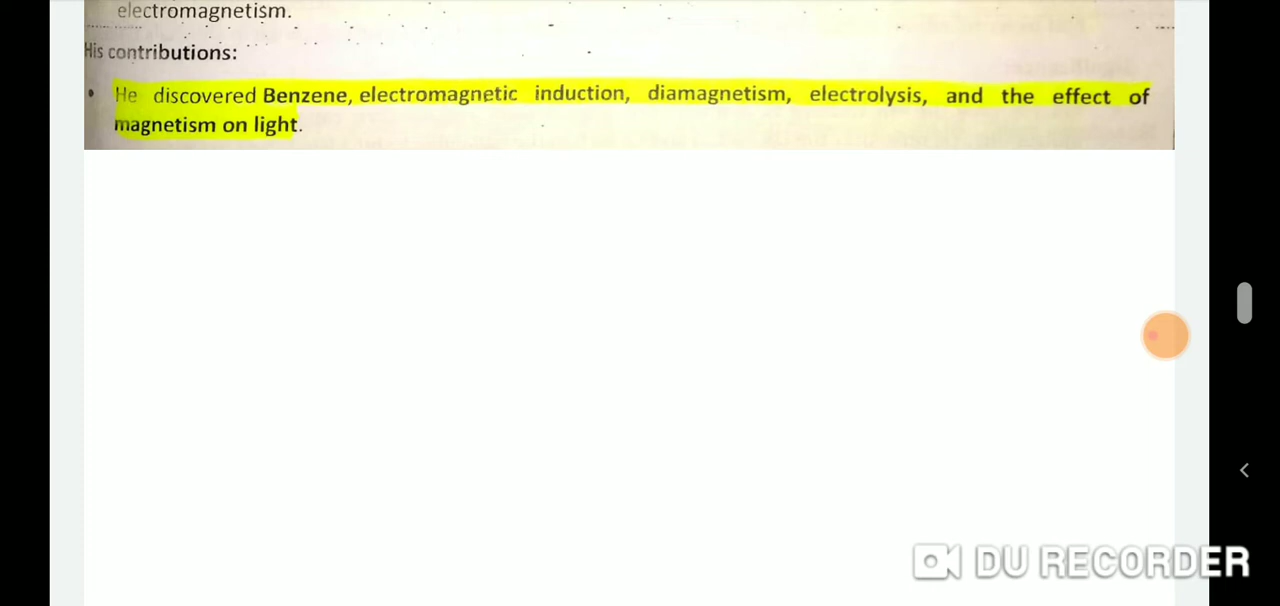 electromagnetism.
His contributions:
• He discovered Benzene, electromagnetic induction, diamagnetism, electrolysis, and the effect of
magnetism on light.
DU RECORDER